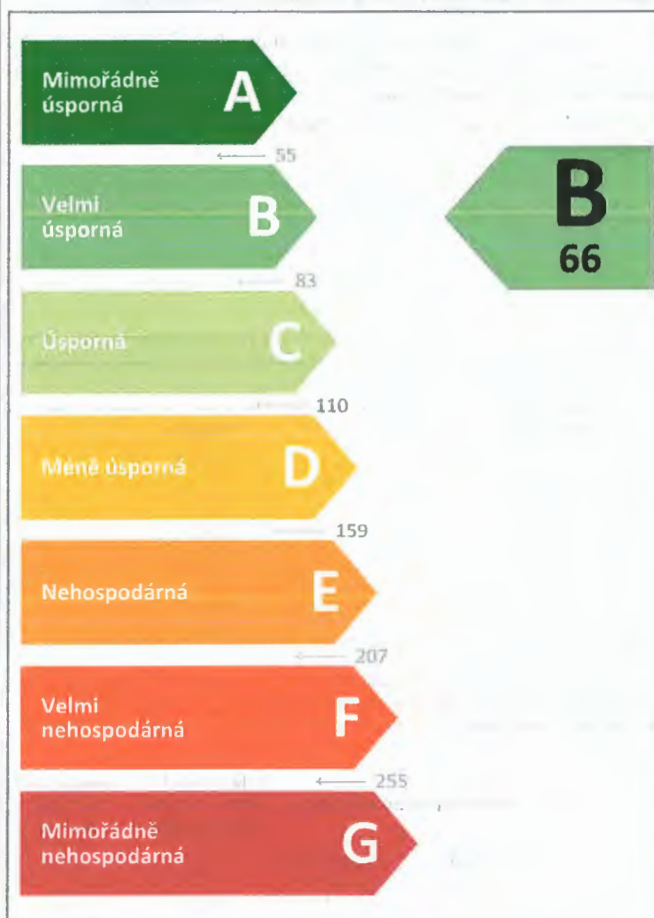 Mimořádně
úsporná
A
55
B
66
Velmi
úsporná
B
83
Úsporná
C
110
Méně úsporná
D
159
Nehospodárná
E
207
Velmi
nehospodárná
F
255
Mimořádně
nehospodárná
G